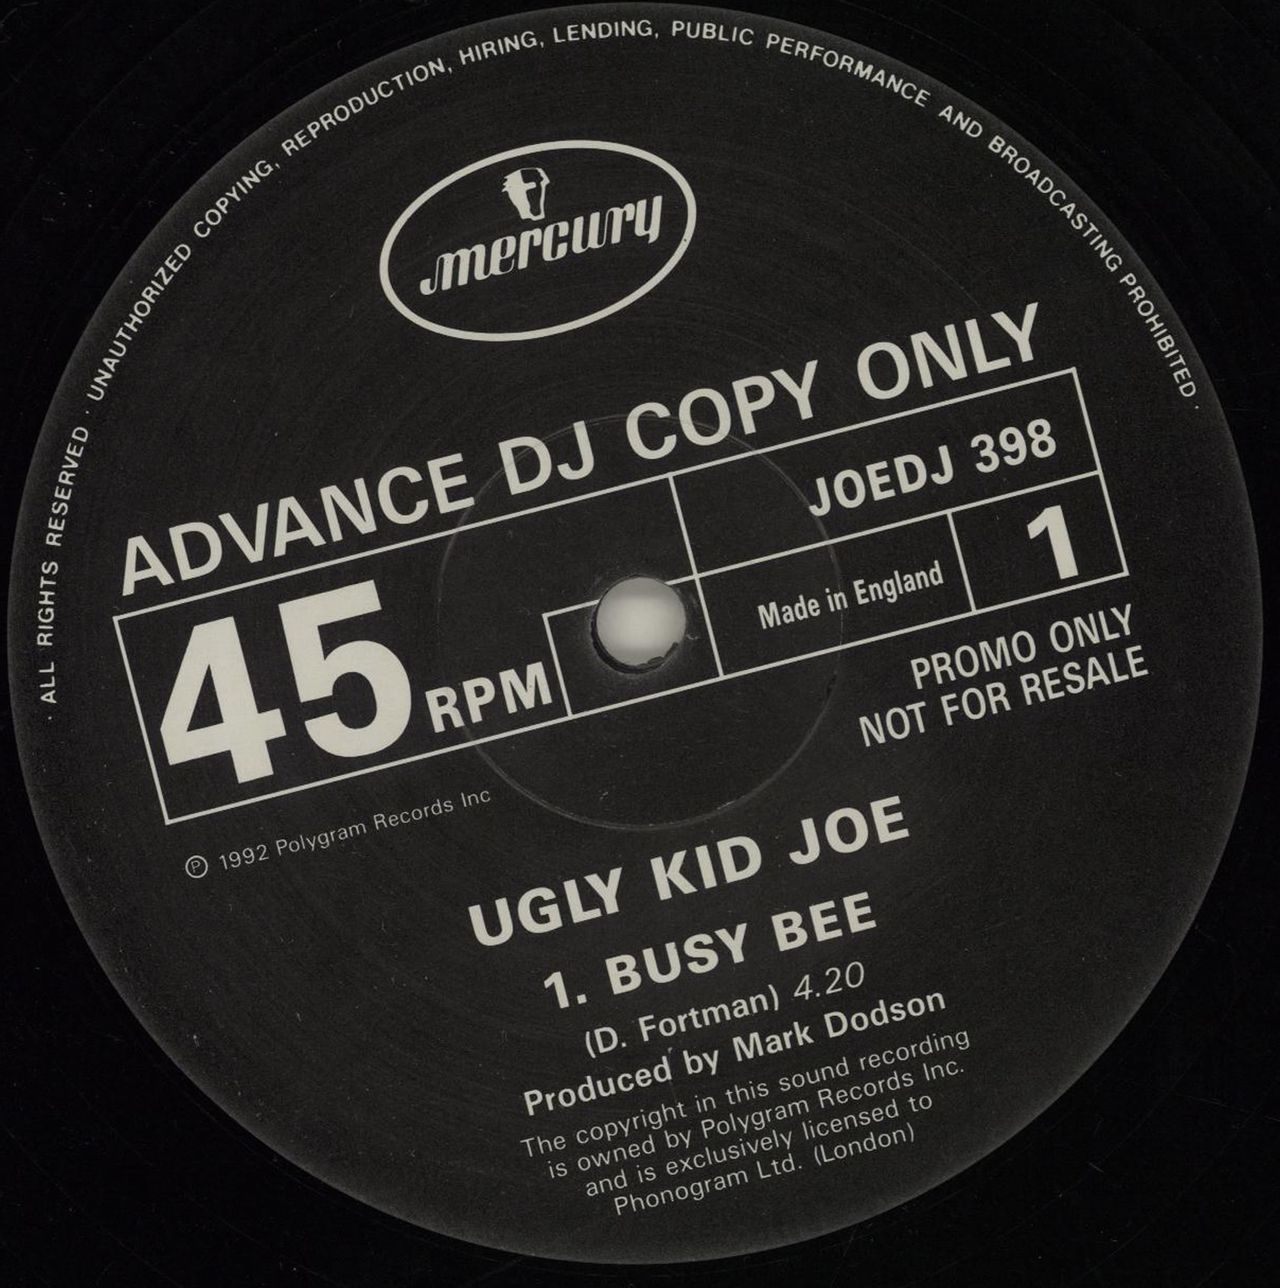 · ALL RIGHTS RESERVED · UNAUTHORIZED COPYING, REPRODUCTION, HIRING, LENDING, PUBLIC PERFORMANCE AND BROADCASTING PROHIBITED ·
mercury
ADVANCE DJ COPY ONLY
JOEDJ 398
45 RPM
Made in England
1
PROMO ONLY
NOT FOR RESALE
Ⓟ 1992 Polygram Records Inc
UGLY KID JOE
1. BUSY BEE
(D. Fortman) 4.20
Produced by Mark Dodson
The copyright in this sound recording
is owned by Polygram Records Inc.
and is exclusively licensed to
Phonogram Ltd. (London)